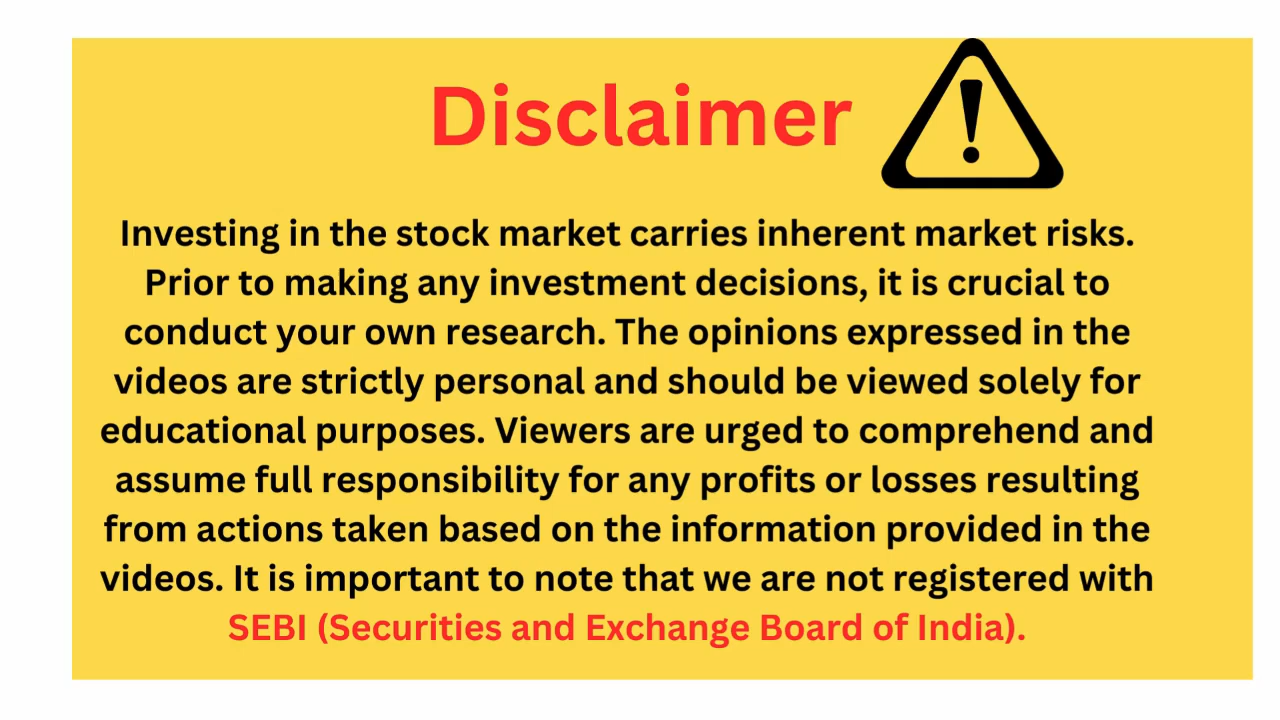 Disclaimer
Investing in the stock market carries inherent market risks.
Prior to making any investment decisions, it is crucial to
conduct your own research. The opinions expressed in the
videos are strictly personal and should be viewed solely for
educational purposes. Viewers are urged to comprehend and
assume full responsibility for any profits or losses resulting
from actions taken based on the information provided in the
videos. It is important to note that we are not registered with
SEBI (Securities and Exchange Board of India).